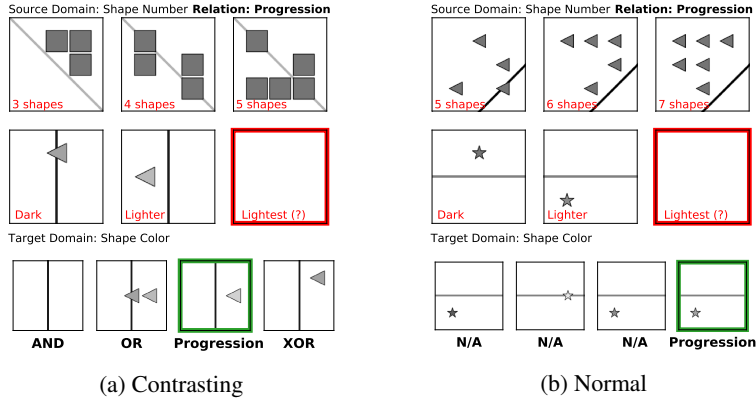 Source Domain: Shape Number Relation: Progression
3 shapes
4 shapes
5 shapes
Dark
Lighter
Lightest (?)
Target Domain: Shape Color
AND
OR
Progression
XOR
(a) Contrasting
Source Domain: Shape Number Relation: Progression
5 shapes
6 shapes
7 shapes
Dark
Lighter
Lightest (?)
Target Domain: Shape Color
N/A
N/A
N/A
Progression
(b) Normal